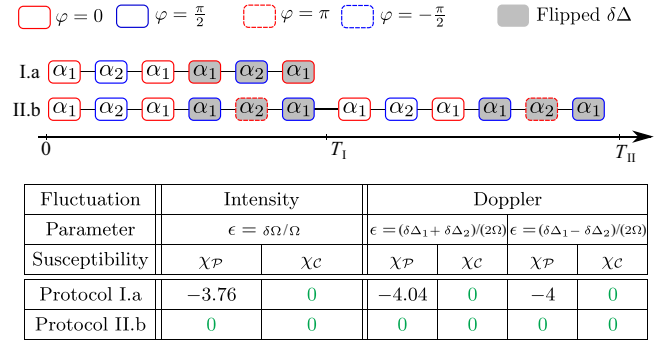 φ = 0 φ = π/2 φ = π φ = −π/2 Flipped δΔ
I.a α1 α2 α1 α1 α2 α1
II.b α1 α2 α1 α1 α2 α1 α1 α2 α1 α1 α2 α1
0 T_I T_II
Fluctuation Intensity Doppler
Parameter ϵ = δΩ/Ω ϵ =(δΔ1+ δΔ2)/(2Ω) ϵ =(δΔ1− δΔ2)/(2Ω)
Susceptibility χ_P χ_C χ_P χ_C χ_P χ_C
Protocol I.a −3.76 0 −4.04 0 −4 0
Protocol II.b 0 0 0 0 0 0